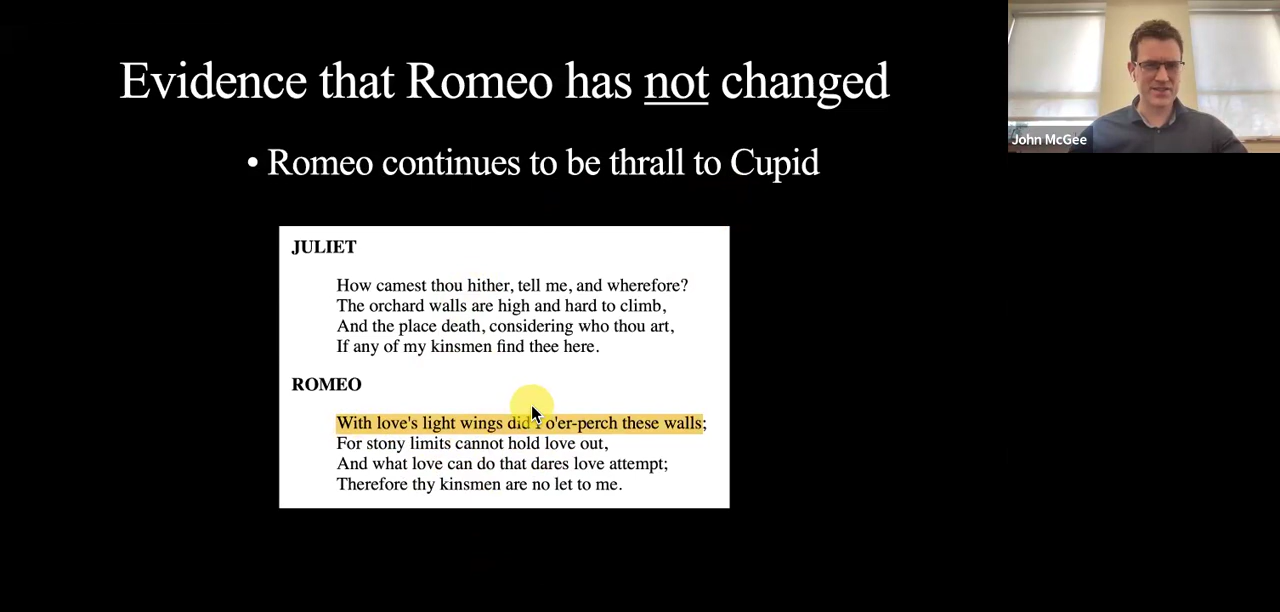 Evidence that Romeo has not changed
John McGee
• Romeo continues to be thrall to Cupid
JULIET
How camest thou hither, tell me, and wherefore?
The orchard walls are high and hard to climb,
And the place death, considering who thou art,
If any of my kinsmen find thee here.
ROMEO
With love's light wings did I o'er-perch these walls;
For stony limits cannot hold love out,
And what love can do that dares love attempt;
Therefore thy kinsmen are no let to me.